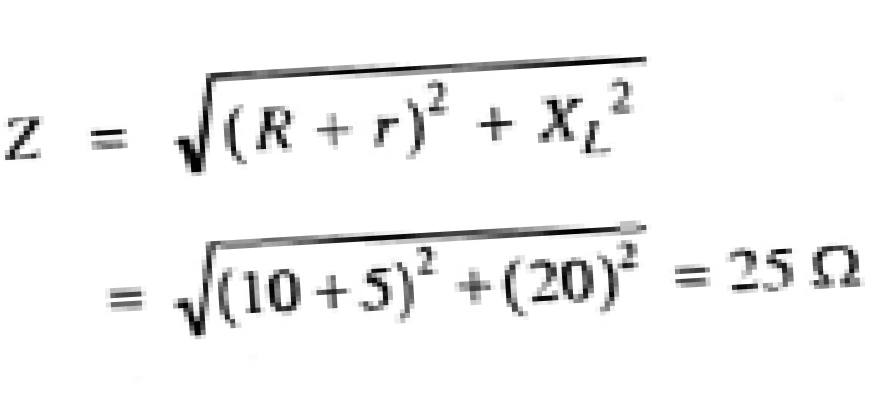 Z = √(R + r)² + X_L²
= √(10 + 5)² + (20)² = 25 Ω